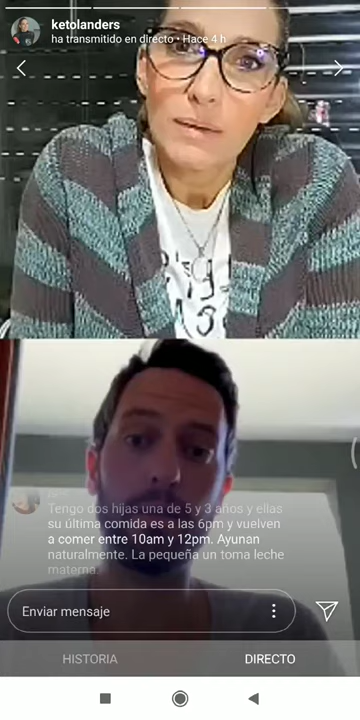 ketolanders
ha transmitido en directo • Hace 4 h
Tengo dos hijas una de 5 y 3 años y ellas
su última comida es a las 6pm y vuelven
a comer entre 10am y 12pm. Ayunan
naturalmente. La pequeña un toma leche
materna
Enviar mensaje
HISTORIA
DIRECTO